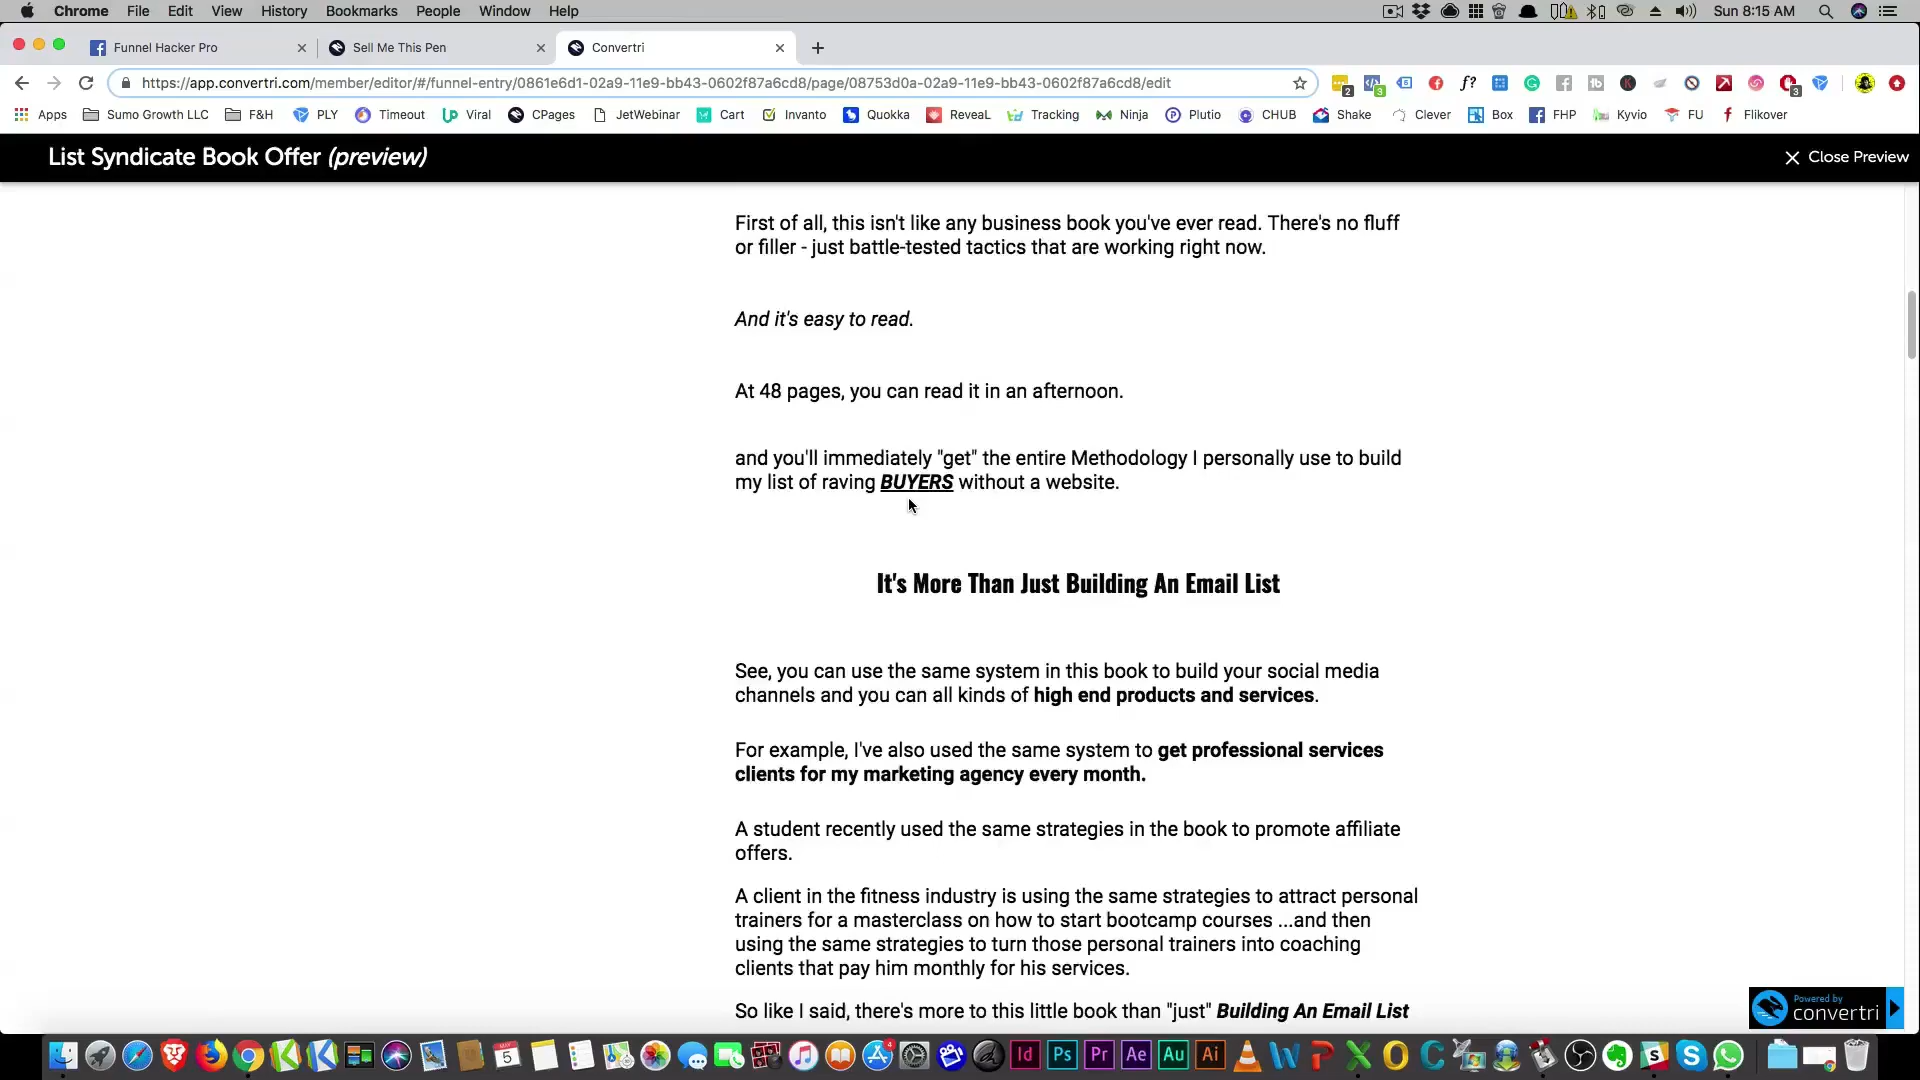 Chrome File Edit View History Bookmarks People Window Help Sun 8:15 AM
Funnel Hacker Pro Sell Me This Pen Convertri
https://app.convertri.com/member/editor/#/funnel-entry/0861e6d1-02a9-11e9-bb43-0602f87a6cd8/page/08753d0a-02a9-11e9-bb43-0602f87a6cd8/edit
Apps Sumo Growth LLC F&H PLY Timeout Viral CPages JetWebinar Cart Invanto Quokka ReveaL Tracking Ninja Plutio CHUB Shake Clever Box FHP Kyvio FU Flikover
List Syndicate Book Offer (preview) Close Preview
First of all, this isn't like any business book you've ever read. There's no fluff
or filler - just battle-tested tactics that are working right now.
And it's easy to read.
At 48 pages, you can read it in an afternoon.
and you'll immediately "get" the entire Methodology I personally use to build
my list of raving BUYERS without a website.
It's More Than Just Building An Email List
See, you can use the same system in this book to build your social media
channels and you can all kinds of high end products and services.
For example, I've also used the same system to get professional services
clients for my marketing agency every month.
A student recently used the same strategies in the book to promote affiliate
offers.
A client in the fitness industry is using the same strategies to attract personal
trainers for a masterclass on how to start bootcamp courses ...and then
using the same strategies to turn those personal trainers into coaching
clients that pay him monthly for his services.
So like I said, there's more to this little book than "just" Building An Email List
Powered by
convertri
MAY
5
Id Ps Pr Ae Au Ai